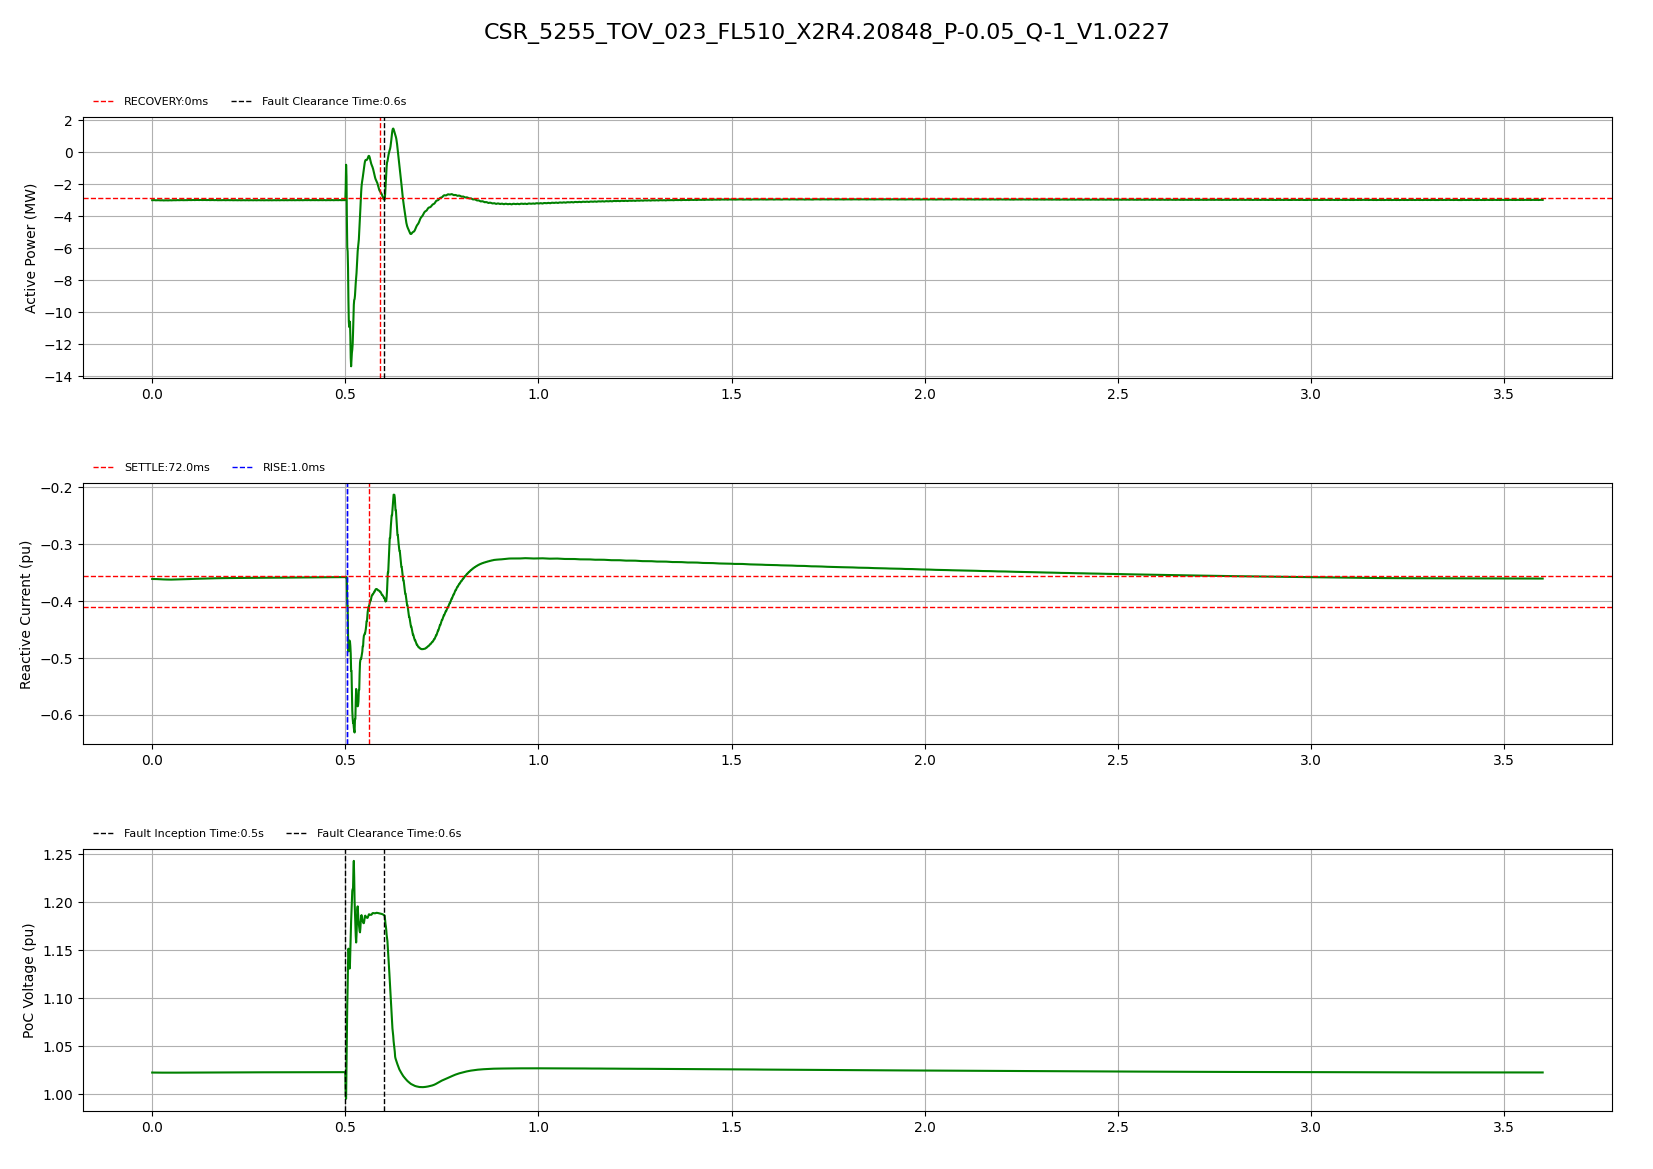 CSR_5255_TOV_023_FL510_X2R4.20848_P-0.05_Q-1_V1.0227
RECOVERY:0ms Fault Clearance Time:0.6s
Active Power (MW)
2
0
−2
−4
−6
−8
−10
−12
−14
0.0 0.5 1.0 1.5 2.0 2.5 3.0 3.5
SETTLE:72.0ms RISE:1.0ms
Reactive Current (pu)
−0.2
−0.3
−0.4
−0.5
−0.6
0.0 0.5 1.0 1.5 2.0 2.5 3.0 3.5
Fault Inception Time:0.5s Fault Clearance Time:0.6s
PoC Voltage (pu)
1.25
1.20
1.15
1.10
1.05
1.00
0.0 0.5 1.0 1.5 2.0 2.5 3.0 3.5